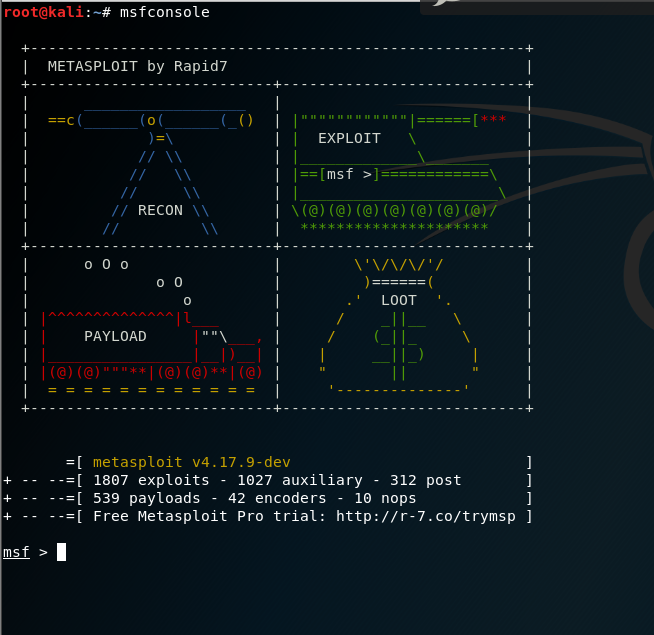 root@kali:~# msfconsole
METASPLOIT by Rapid7
==c(______(o(______(_()
|""""""""""""|======[***
)=\
| EXPLOIT \
// \\
|_____________\_______
// \\
|==[msf >]============\
// \\
|______________________\
// RECON \\
\(@)(@)(@)(@)(@)(@)(@)/
// \\
*********************
o O o
\'\/\/\/'/
o O
)======(
o
.' LOOT '.
|^^^^^^^^^^^^^^|l___
/ _||__ \
| PAYLOAD |""\___,
/ (_||_ \
|________________|__|)__|
| __||_) |
|(@)(@)"""**|(@)(@)**|(@)
" || "
= = = = = = = = = = = =
'--------------'
=[ metasploit v4.17.9-dev ]
+ -- --=[ 1807 exploits - 1027 auxiliary - 312 post ]
+ -- --=[ 539 payloads - 42 encoders - 10 nops ]
+ -- --=[ Free Metasploit Pro trial: http://r-7.co/trymsp ]
msf >